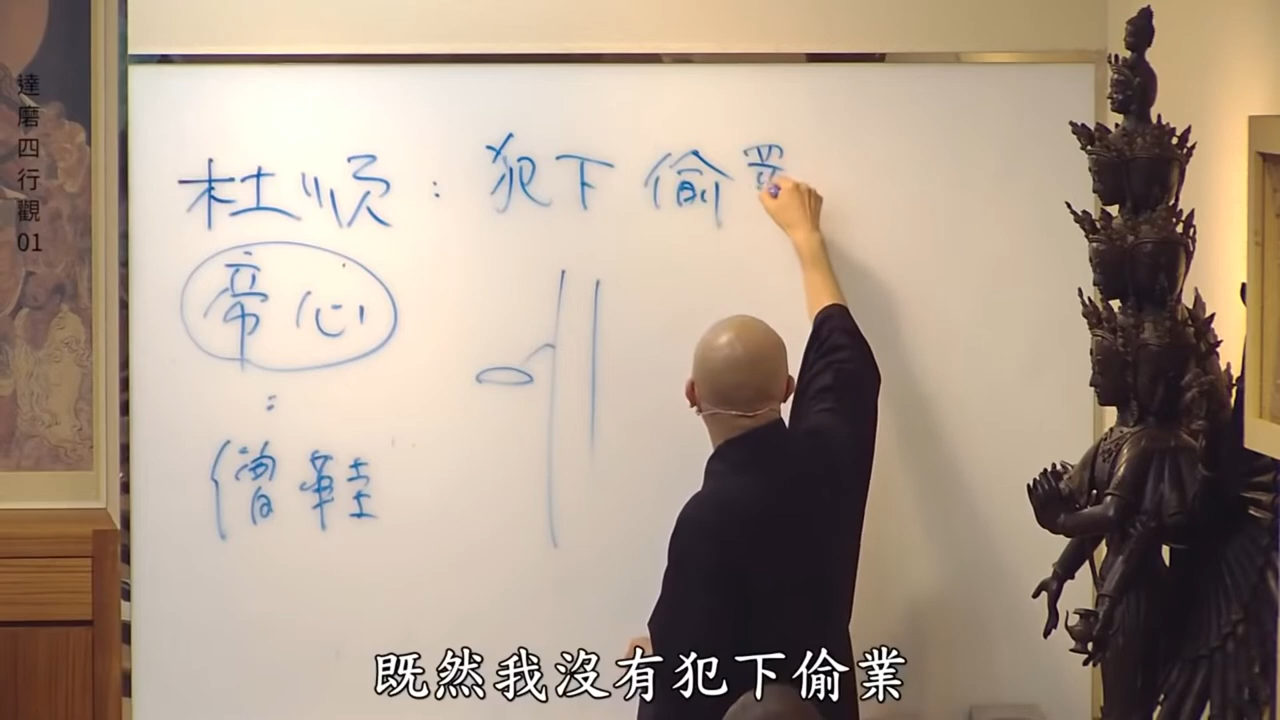 達磨四行觀01
杜順：犯下偷
帝心
：
僧鞋
既然我沒有犯下偷業